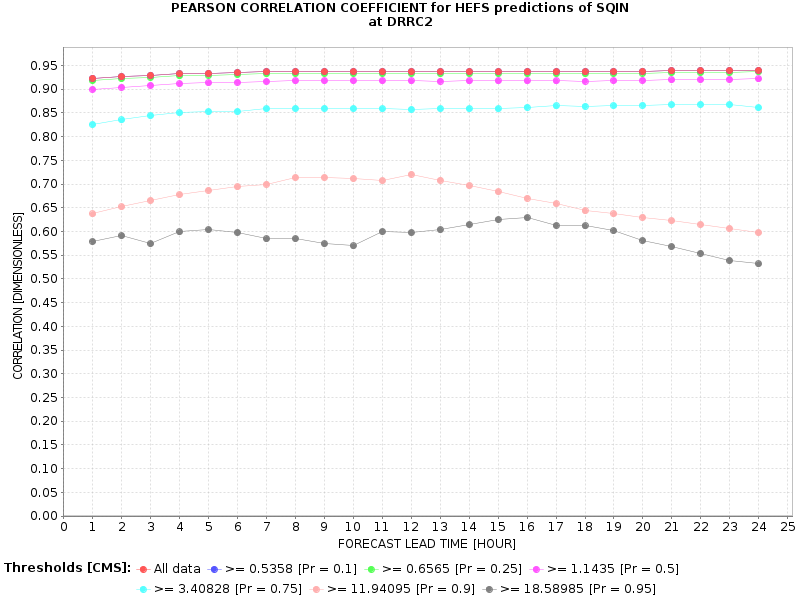 PEARSON CORRELATION COEFFICIENT for HEFS predictions of SQIN
at DRRC2
CORRELATION [DIMENSIONLESS]
0.95
0.90
0.85
0.80
0.75
0.70
0.65
0.60
0.55
0.50
0.45
0.40
0.35
0.30
0.25
0.20
0.15
0.10
0.05
0.00
0 1 2 3 4 5 6 7 8 9 10 11 12 13 14 15 16 17 18 19 20 21 22 23 24 25
FORECAST LEAD TIME [HOUR]
Thresholds [CMS]: All data >= 0.5358 [Pr = 0.1] >= 0.6565 [Pr = 0.25] >= 1.1435 [Pr = 0.5]
>= 3.40828 [Pr = 0.75] >= 11.94095 [Pr = 0.9] >= 18.58985 [Pr = 0.95]